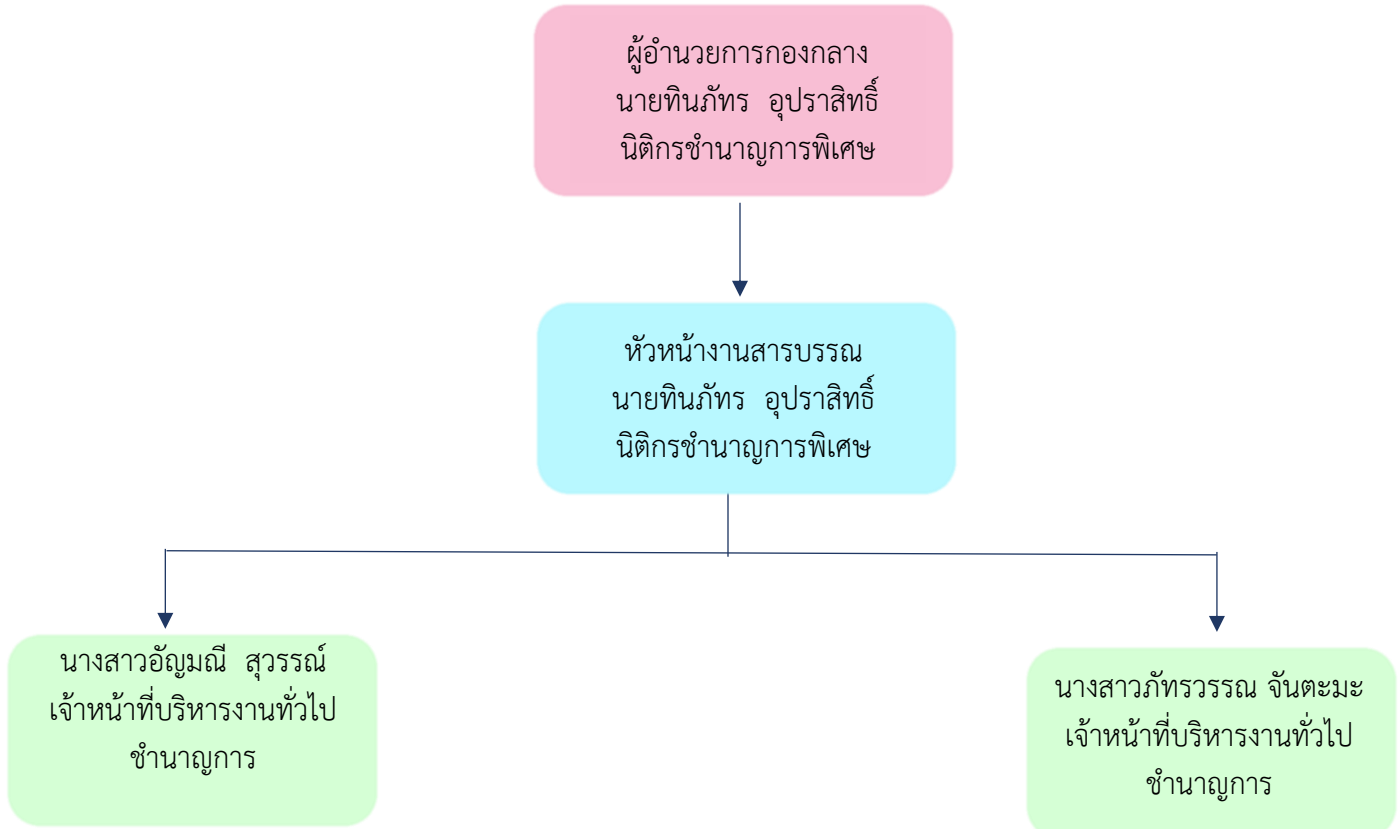 ผู้อำนวยการกองกลาง
นายทินภัทร อุปราสิทธิ์
นิติกรชำนาญการพิเศษ
หัวหน้างานสารบรรณ
นายทินภัทร อุปราสิทธิ์
นิติกรชำนาญการพิเศษ
นางสาวอัญมณี สุวรรณ์
เจ้าหน้าที่บริหารงานทั่วไป
ชำนาญการ
นางสาวภัทรวรรณ จันตะมะ
เจ้าหน้าที่บริหารงานทั่วไป
ชำนาญการ